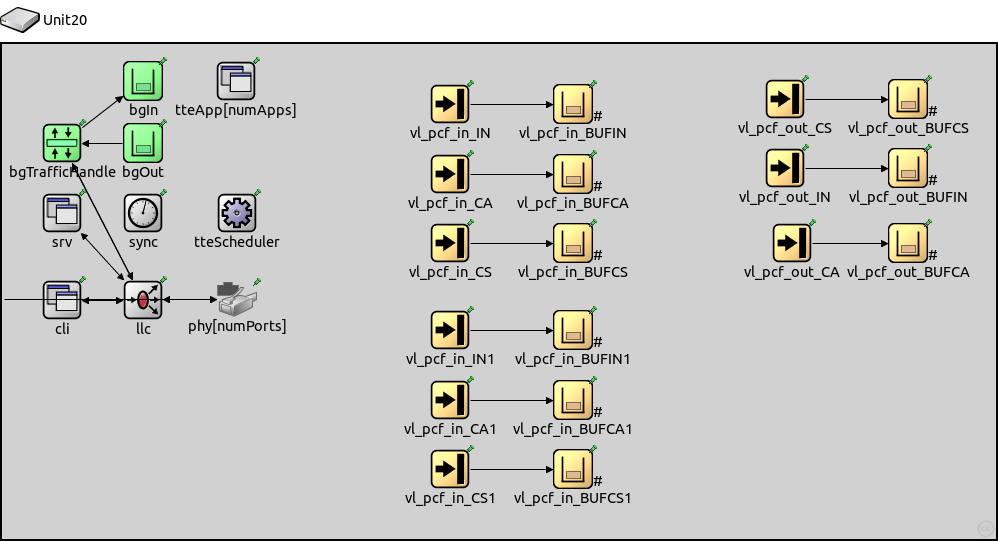 Unit20
bgIn
tteApp[numApps]
bgTrafficHandle
bgOut
srv
sync
tteScheduler
cli
llc
phy[numPorts]
vl_pcf_in_IN
vl_pcf_in_BUFIN
#
vl_pcf_in_CA
vl_pcf_in_BUFCA
#
vl_pcf_in_CS
vl_pcf_in_BUFCS
#
vl_pcf_in_IN1
vl_pcf_in_BUFIN1
#
vl_pcf_in_CA1
vl_pcf_in_BUFCA1
#
vl_pcf_in_CS1
vl_pcf_in_BUFCS1
#
vl_pcf_out_CS
vl_pcf_out_BUFCS
#
vl_pcf_out_IN
vl_pcf_out_BUFIN
#
vl_pcf_out_CA
vl_pcf_out_BUFCA
#
cc